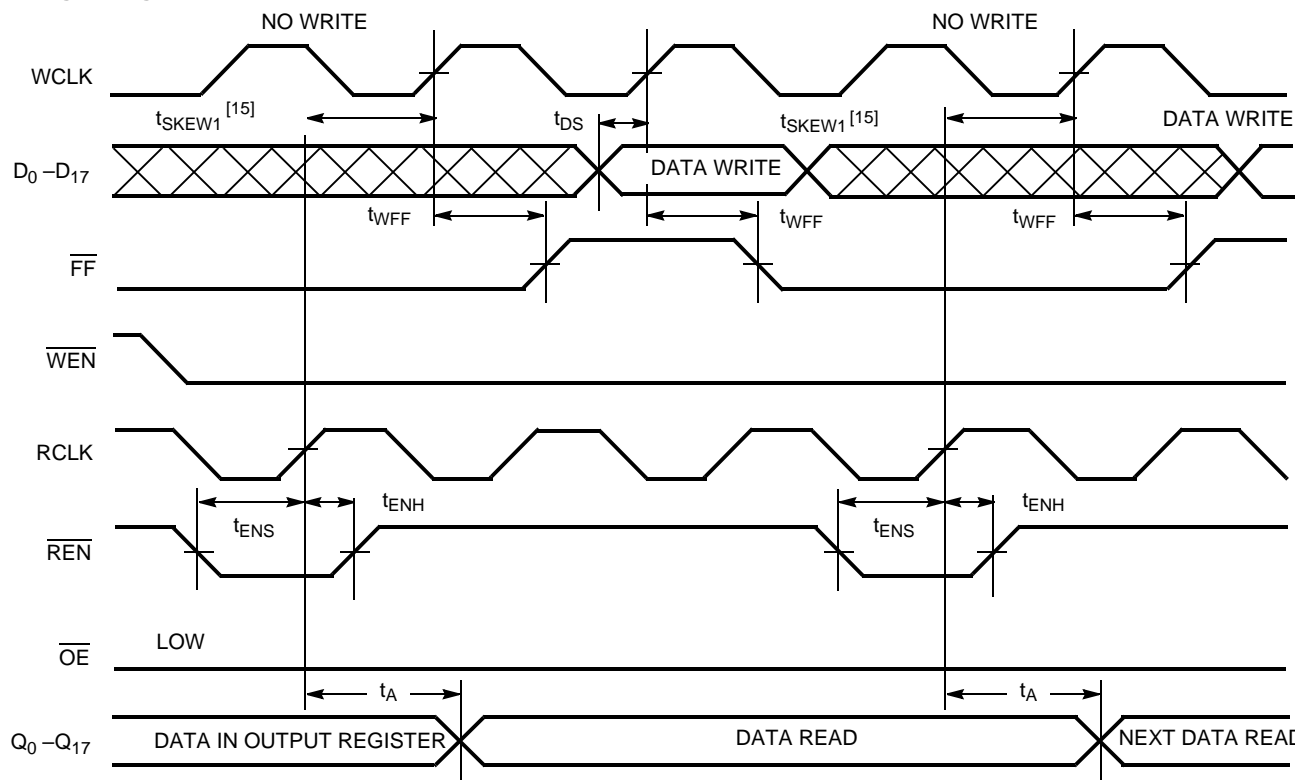 NO WRITE NO WRITE
WCLK
tSKEW1 [15] tDS tSKEW1 [15] DATA WRITE
D0 –D17 DATA WRITE
tWFF tWFF tWFF
FF
WEN
RCLK
tENH tENH
tENS tENS
REN
LOW
OE
tA tA
Q0 –Q17 DATA IN OUTPUT REGISTER DATA READ NEXT DATA READ